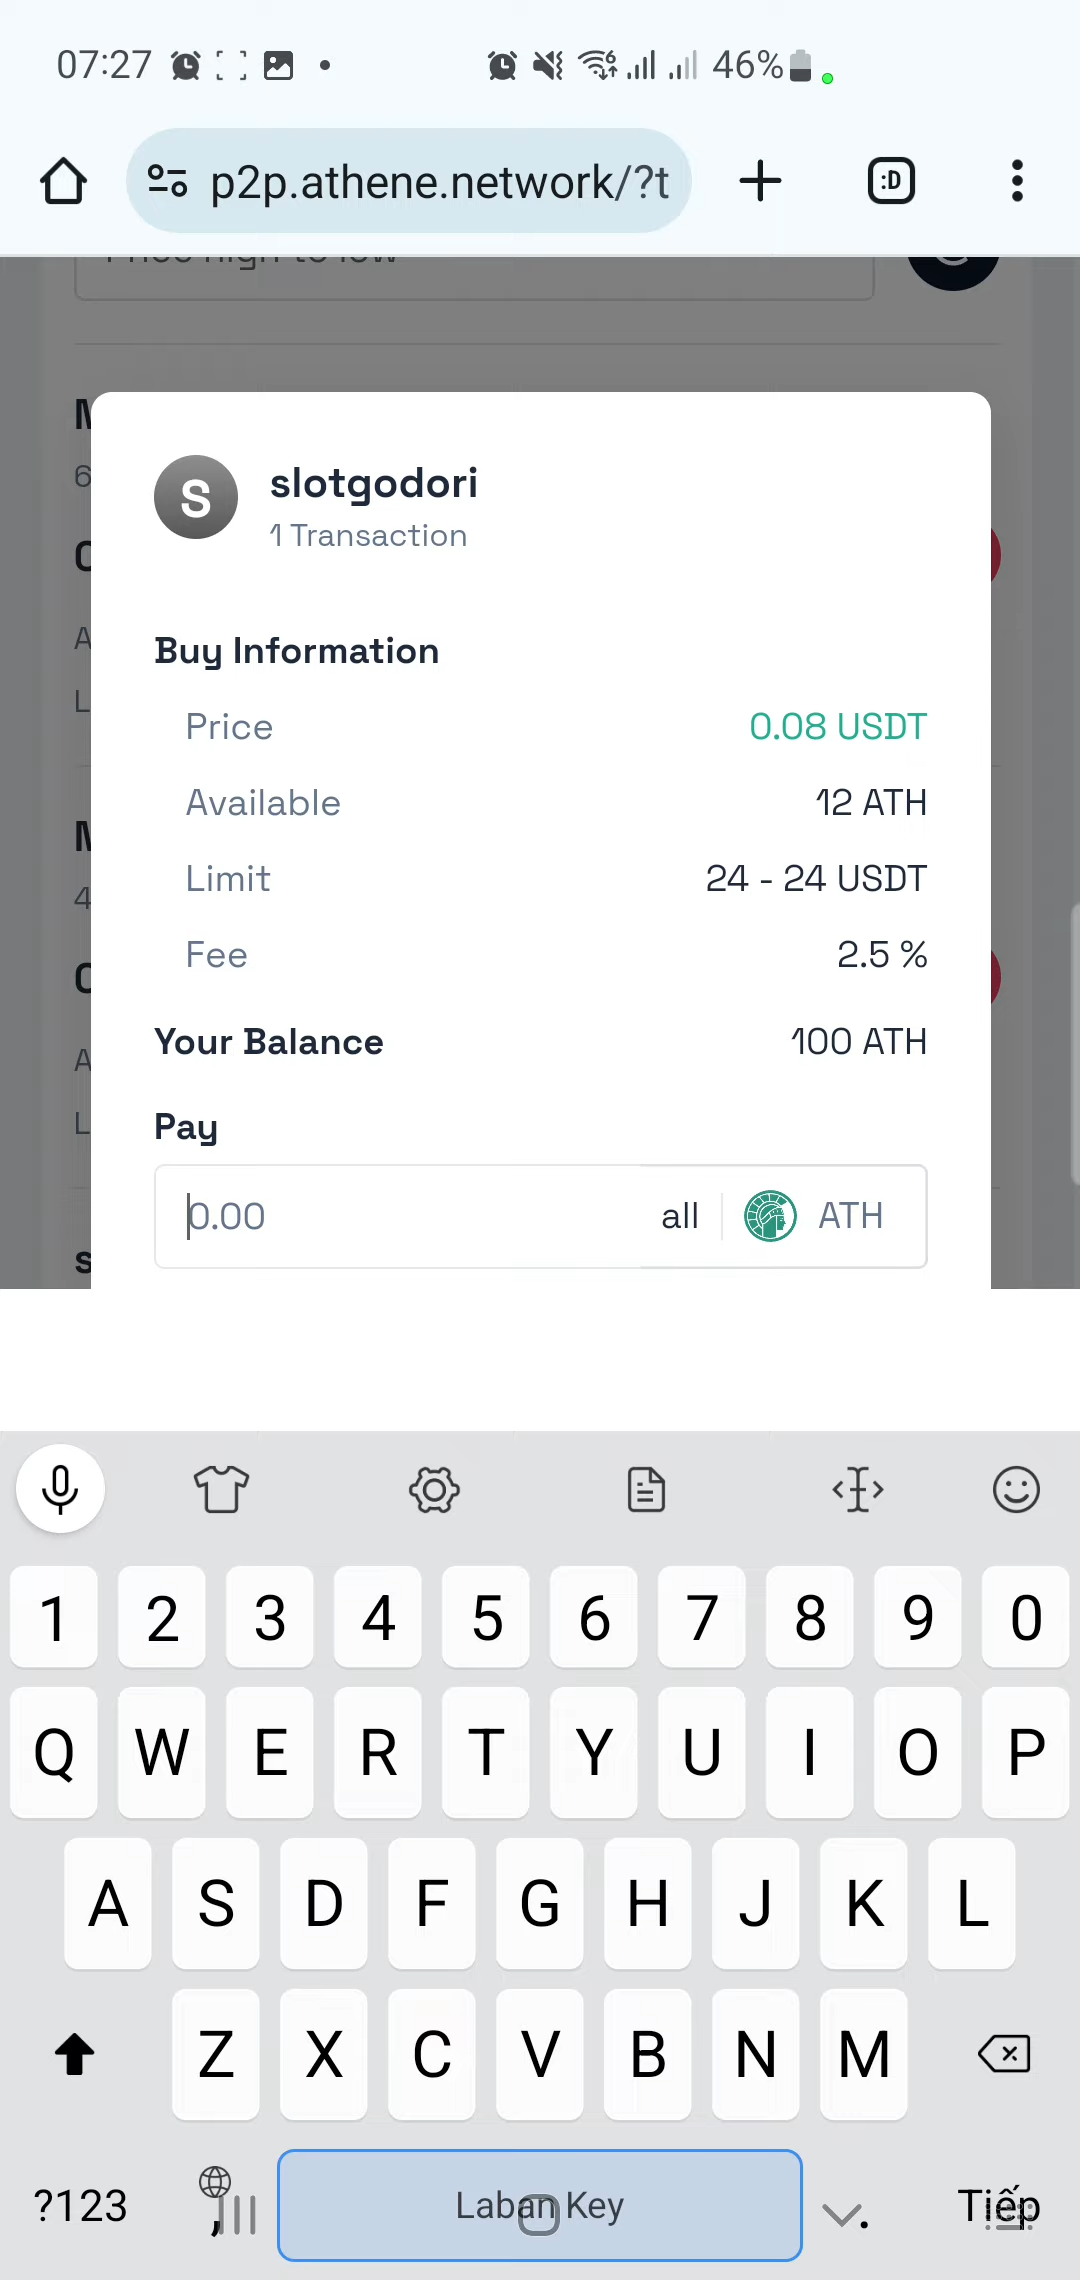 07:27
46%
p2p.athene.network/?t
:D
S
slotgodori
1 Transaction
Buy Information
Price 0.08 USDT
Available 12 ATH
Limit 24 - 24 USDT
Fee 2.5 %
Your Balance 100 ATH
Pay
0.00 all ATH
1 2 3 4 5 6 7 8 9 0
Q W E R T Y U I O P
A S D F G H J K L
Z X C V B N M
?123 , Laban Key . Tiếp